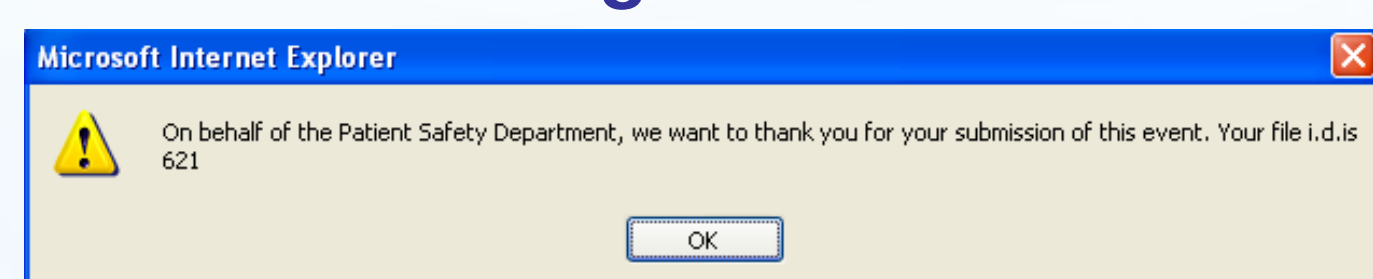 Microsoft Internet Explorer
On behalf of the Patient Safety Department, we want to thank you for your submission of this event. Your file i.d.is
621
OK